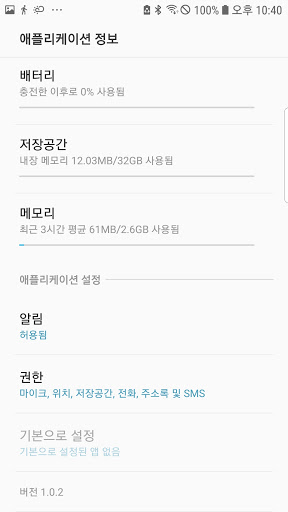 100% 오후 10:40
애플리케이션 정보
배터리
충전한 이후로 0% 사용됨
저장공간
내장 메모리 12.03MB/32GB 사용됨
메모리
최근 3시간 평균 61MB/2.6GB 사용됨
애플리케이션 설정
알림
허용됨
권한
마이크, 위치, 저장공간, 전화, 주소록 및 SMS
기본으로 설정
기본으로 설정된 앱 없음
버전 1.0.2